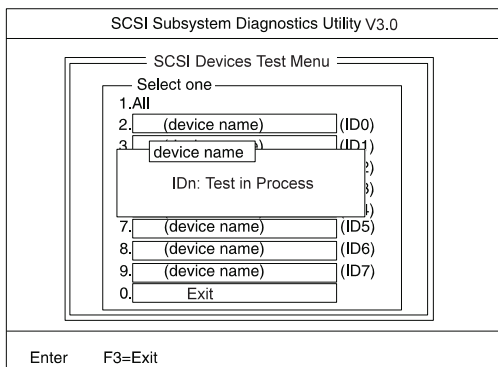 SCSI Subsystem Diagnostics Utility V3.0
SCSI Devices Test Menu
Select one
1.All
2. (device name) (ID0)
3. (ID1)
device name
IDn: Test in Process
7. (device name) (ID5)
8. (device name) (ID6)
9. (device name) (ID7)
0. Exit
Enter F3=Exit